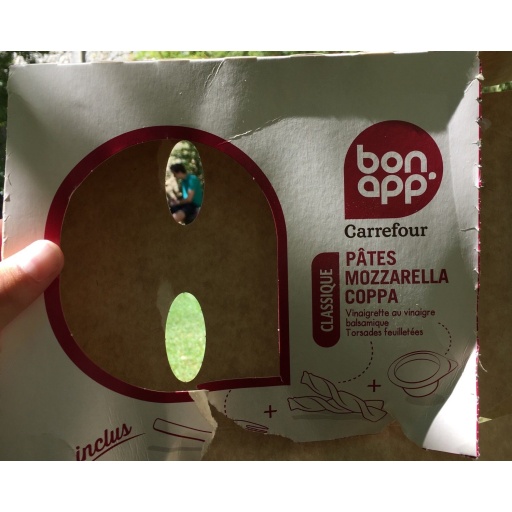 bon
app'
Carrefour
CLASSIQUE
PÂTES
MOZZARELLA
COPPA
Vinaigrette au vinaigre
balsamique
Torsades feuilletées
+
+
inclus